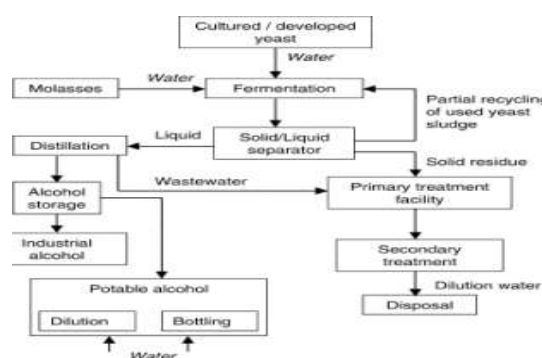 Cultured / developed
yeast
Water
Water
Molasses
Fermentation
Partial recycling
of used yeast
sludge
Liquid
Solid/Liquid
separator
Distillation
Solid residue
Wastewater
Alcohol
storage
Primary treatment
facility
Industrial
alcohol
Secondary
treatment
Potable alcohol
Dilution water
Dilution
Bottling
Disposal
Water